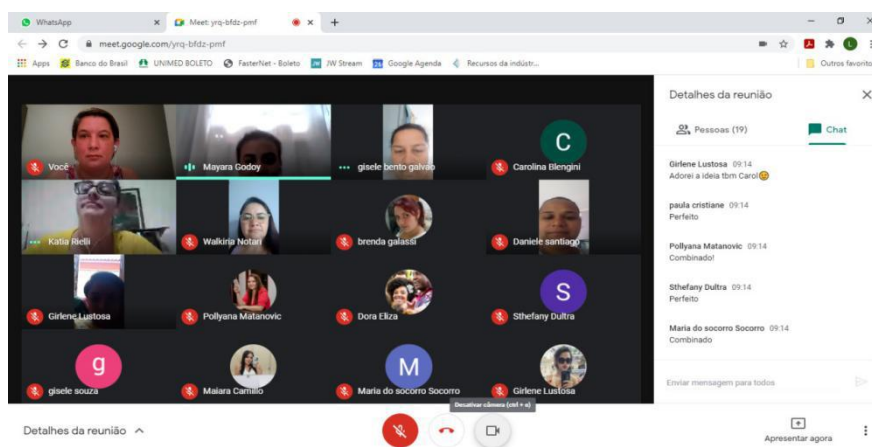 WhatsApp
Meet: yrq-bfdz-pmf
meet.google.com/yrq-bfdz-pmf
Apps Banco do Brasil UNIMED BOLETO FasterNet - Boleto JW Stream Google Agenda Recursos da indústr... Outros favorito
Detalhes da reunião
Pessoas (19) Chat
Você
Mayara Godoy
gisele bento galvão
C
Carolina Blengini
Katia Rielli
Walkiria Notari
brenda galassi
Daniele santiago
Girlene Lustosa
Pollyana Matanovic
Dora Eliza
S
Sthefany Dultra
g
gisele souza
Maiara Camillo
M
Maria do socorro Socorro
Girlene Lustosa
Girlene Lustosa 09:14
Adorei a ideia tbm Carol
paula cristiane 09:14
Perfeito
Pollyana Matanovic 09:14
Combinado!
Sthefany Dultra 09:14
Perfeito
Maria do socorro Socorro 09:14
Combinado
Enviar mensagem para todos
Desativar câmera (ctrl + e)
Detalhes da reunião
Apresentar agora